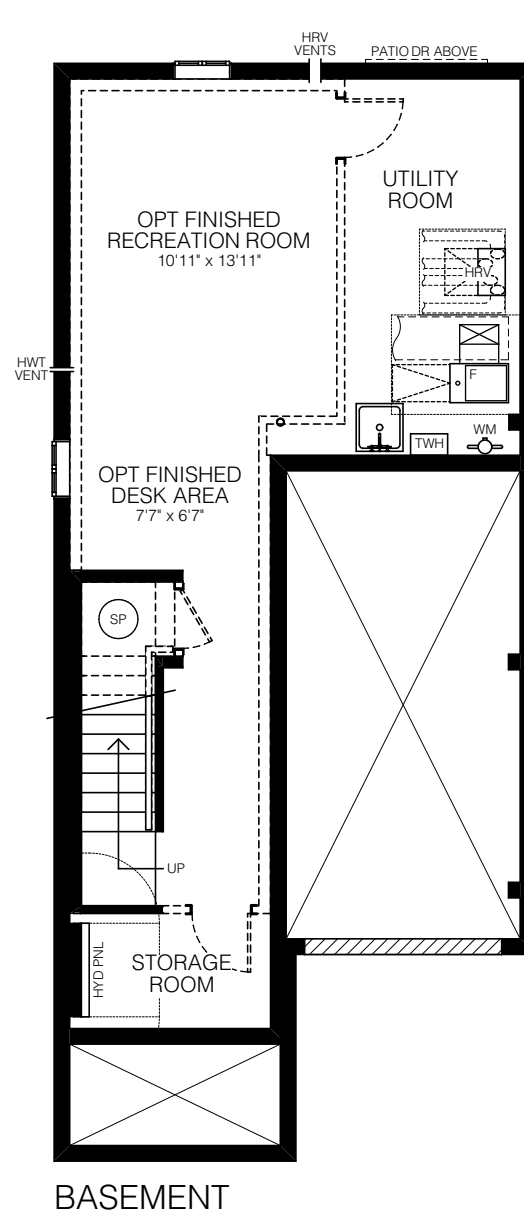 HRV
VENTS
PATIO DR ABOVE
UTILITY
ROOM
OPT FINISHED
RECREATION ROOM
10'11" x 13'11"
HRV
HWT
VENT
F
TWH
WM
OPT FINISHED
DESK AREA
7'7" x 6'7"
SP
UP
HYD PNL
STORAGE
ROOM
BASEMENT